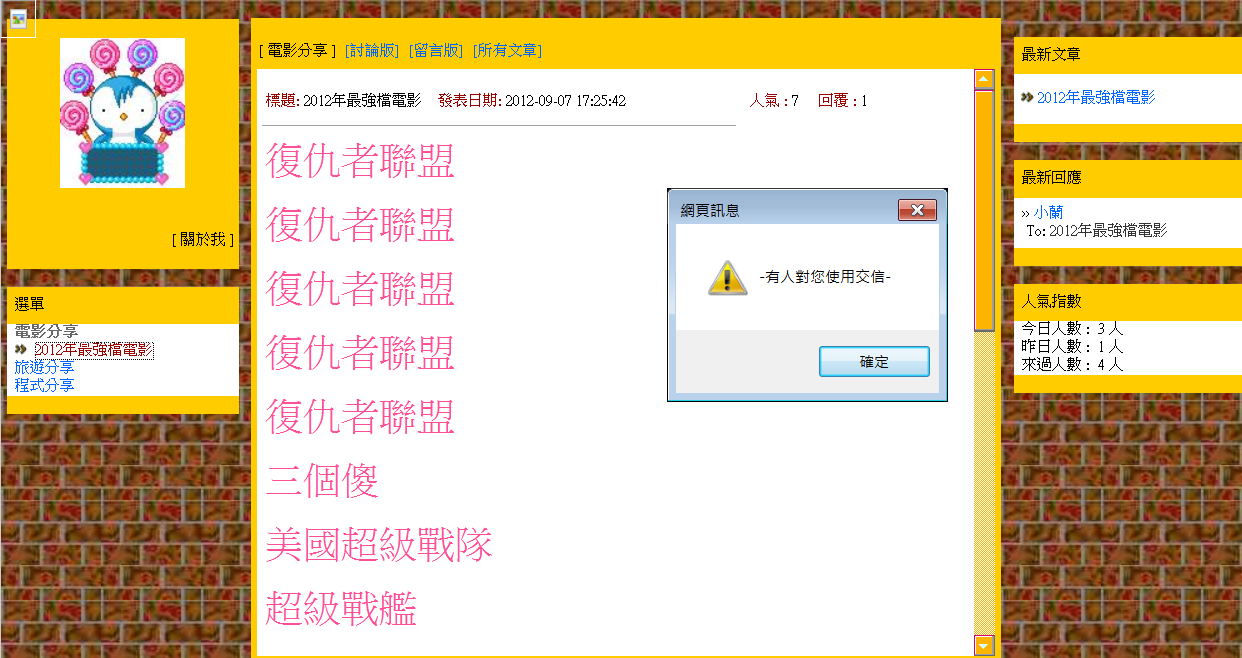 [ 關於我 ]
選單
電影分享
» 2012年最強檔電影
旅遊分享
程式分享
[ 電影分享 ] [討論版] [留言版] [所有文章]
標題: 2012年最強檔電影 發表日期: 2012-09-07 17:25:42 人氣 : 7 回覆 : 1
復仇者聯盟
復仇者聯盟
復仇者聯盟
復仇者聯盟
復仇者聯盟
三個傻
美國超級戰隊
超級戰艦
網頁訊息
-有人對您使用交信-
確定
最新文章
» 2012年最強檔電影
最新回應
» 小蘭
To: 2012年最強檔電影
人氣指數
今日人數 : 3 人
昨日人數 : 1 人
來過人數 : 4 人